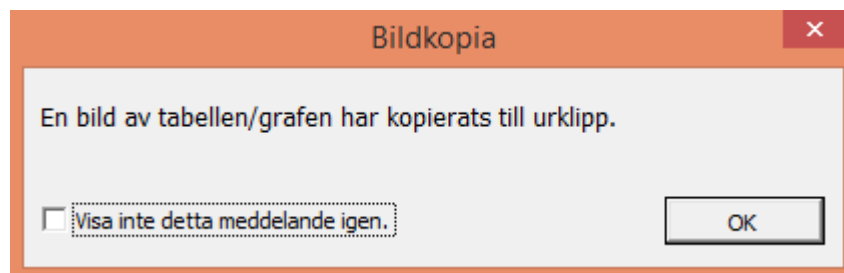 Bildkopia
En bild av tabellen/grafen har kopierats till urklipp.
Visa inte detta meddelande igen.
OK